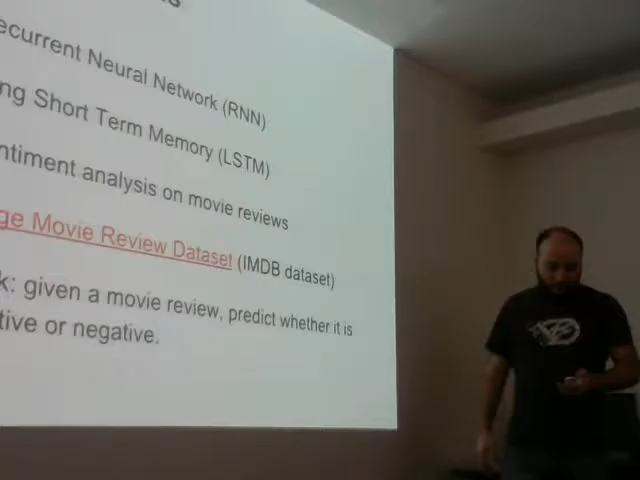 ecurrent Neural Network (RNN)
ng Short Term Memory (LSTM)
ntiment analysis on movie reviews
ge Movie Review Dataset (IMDB dataset)
k: given a movie review, predict whether it is
tive or negative.